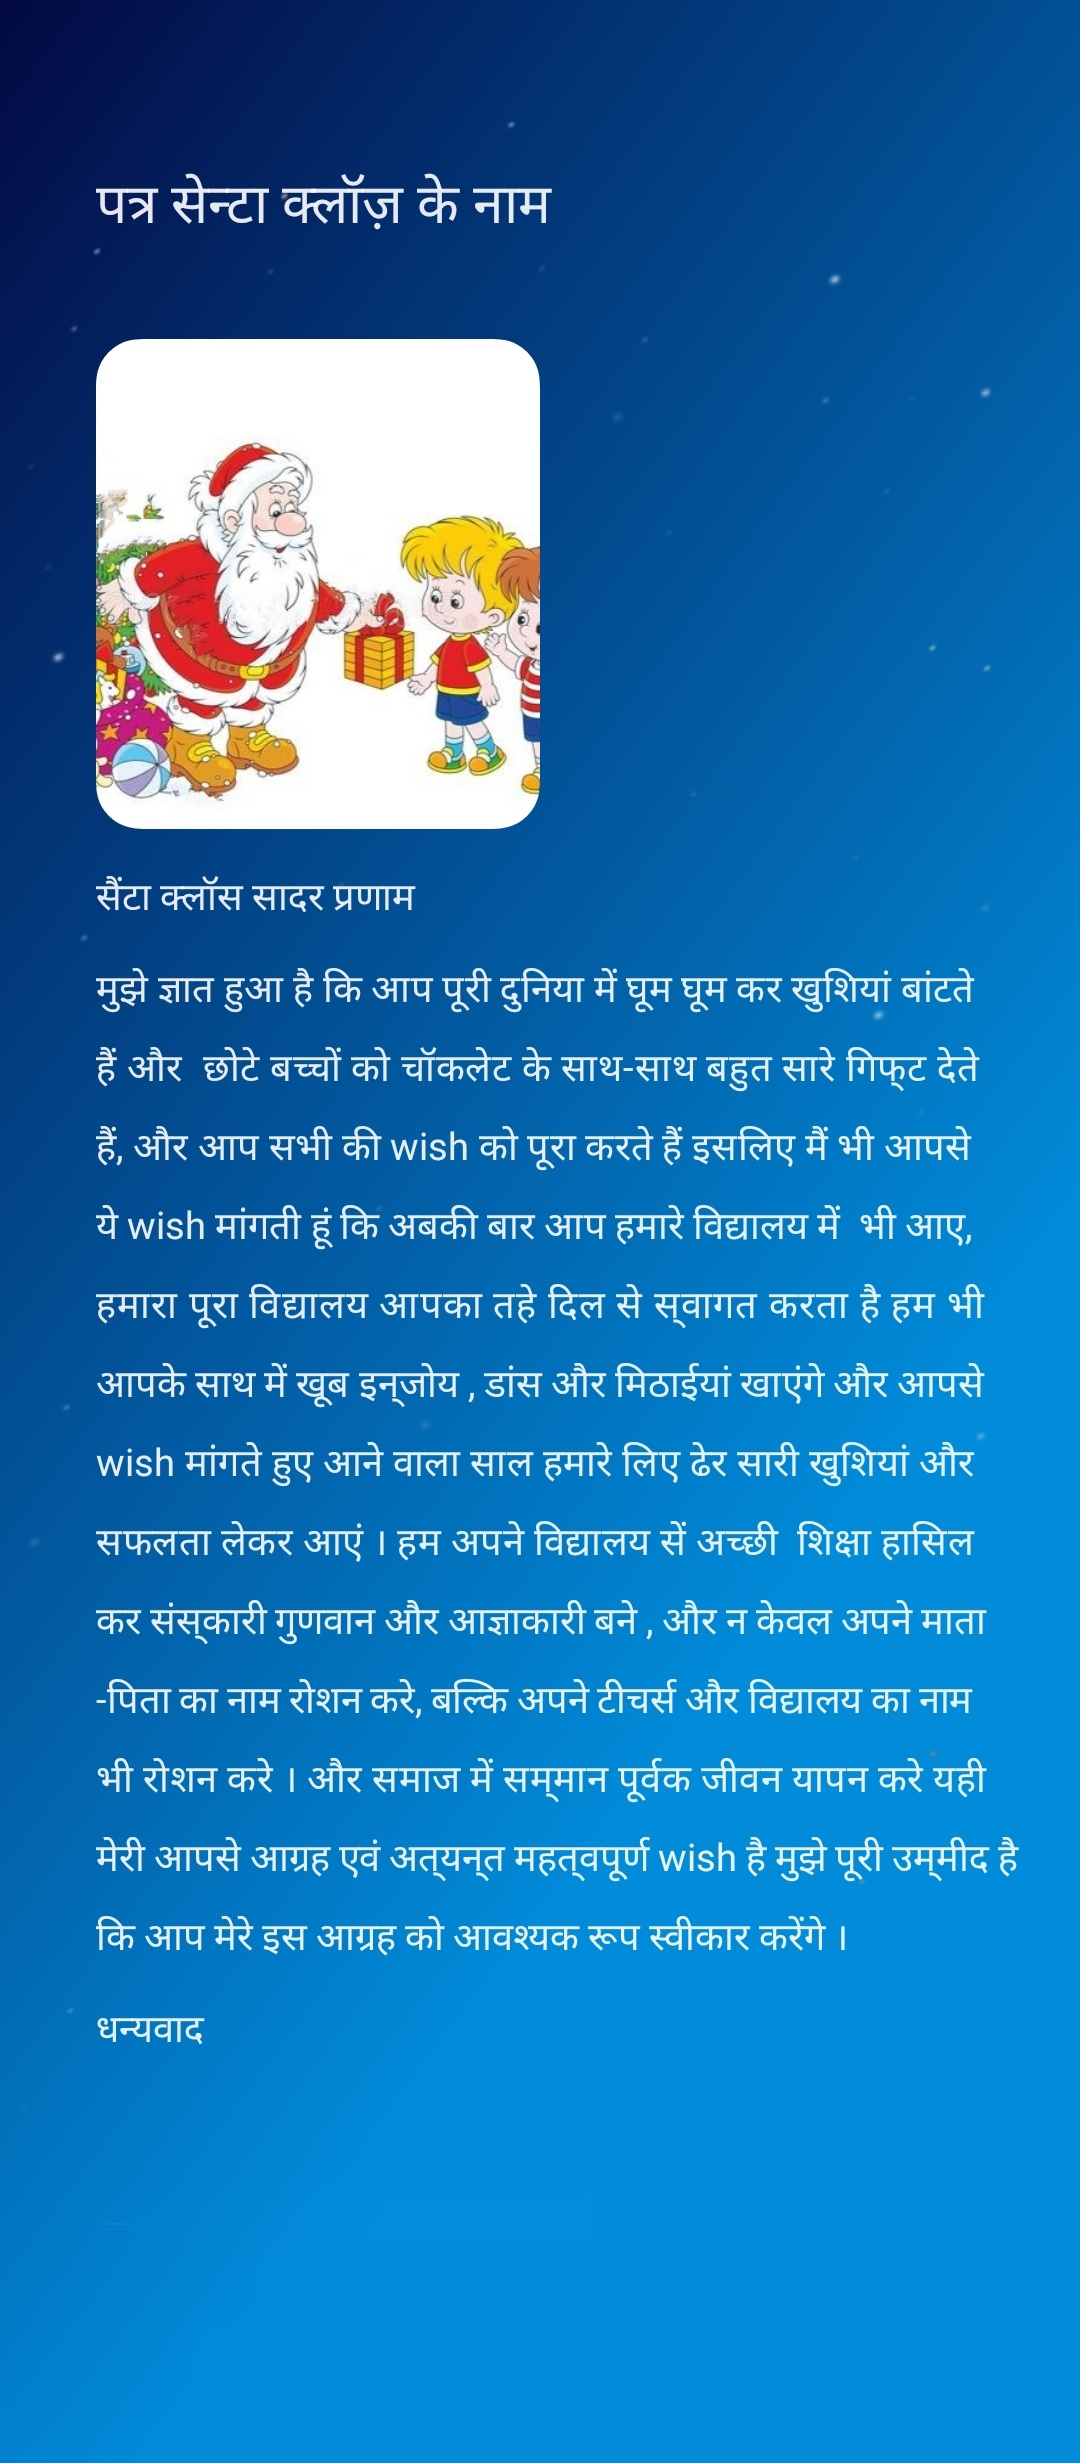 पत्र सेन्टा क्लॉज़ के नाम
सैंटा क्लॉस सादर प्रणाम
मुझे ज्ञात हुआ है कि आप पूरी दुनिया में घूम घूम कर खुशियां बांटते
हैं और  छोटे बच्चों को चॉकलेट के साथ-साथ बहुत सारे गिफ्ट देते
हैं, और आप सभी की wish को पूरा करते हैं इसलिए मैं भी आपसे
ये wish मांगती हूं कि अबकी बार आप हमारे विद्यालय में  भी आए,
हमारा पूरा विद्यालय आपका तहे दिल से स्वागत करता है हम भी
आपके साथ में खूब इन्जोय , डांस और मिठाईयां खाएंगे और आपसे
wish मांगते हुए आने वाला साल हमारे लिए ढेर सारी खुशियां और
सफलता लेकर आएं । हम अपने विद्यालय सें अच्छी  शिक्षा हासिल
कर संस्कारी गुणवान और आज्ञाकारी बने , और न केवल अपने माता
-पिता का नाम रोशन करे, बल्कि अपने टीचर्स और विद्यालय का नाम
भी रोशन करे । और समाज में सम्मान पूर्वक जीवन यापन करे यही
मेरी आपसे आग्रह एवं अत्यन्त महत्वपूर्ण wish है मुझे पूरी उम्मीद है
कि आप मेरे इस आग्रह को आवश्यक रूप स्वीकार करेंगे ।
धन्यवाद